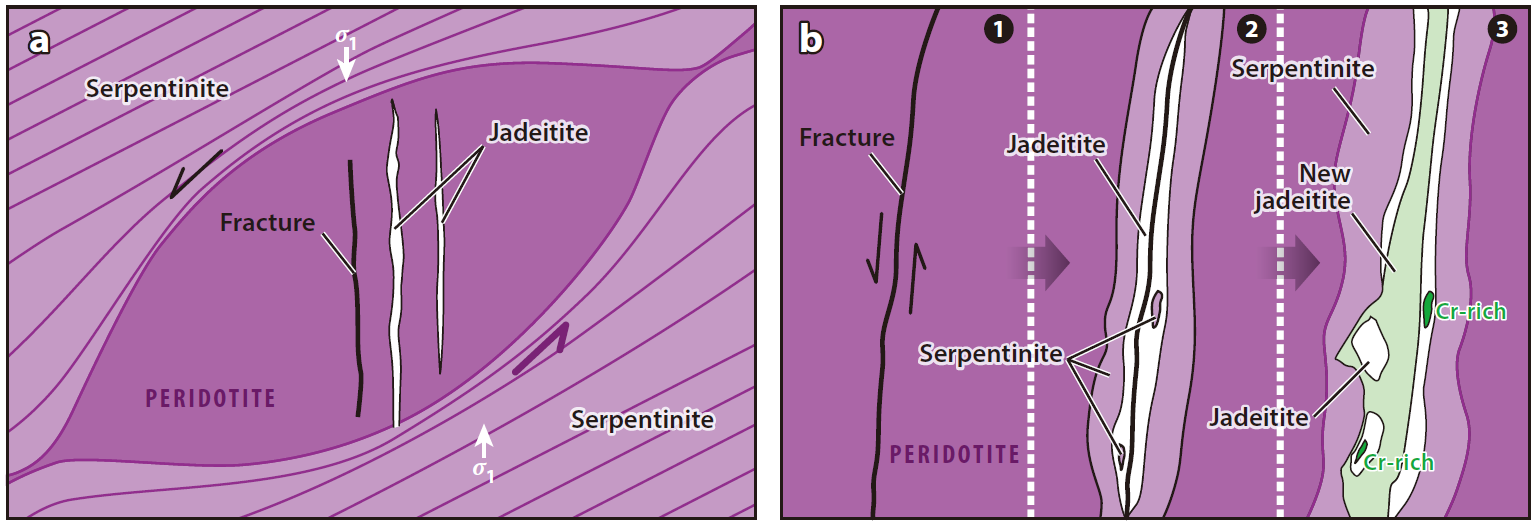 a
σ1
Serpentinite
Jadeitite
Fracture
PERIDOTITE
Serpentinite
σ1
b
1
2
3
Serpentinite
Fracture
Jadeitite
New
jadeitite
Cr-rich
Serpentinite
Jadeitite
PERIDOTITE
Cr-rich